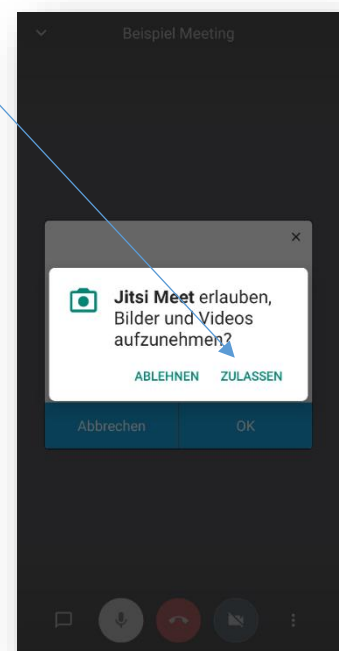 Beispiel Meeting
Jitsi Meet erlauben,
Bilder und Videos
aufzunehmen?
ABLEHNEN ZULASSEN
Abbrechen OK